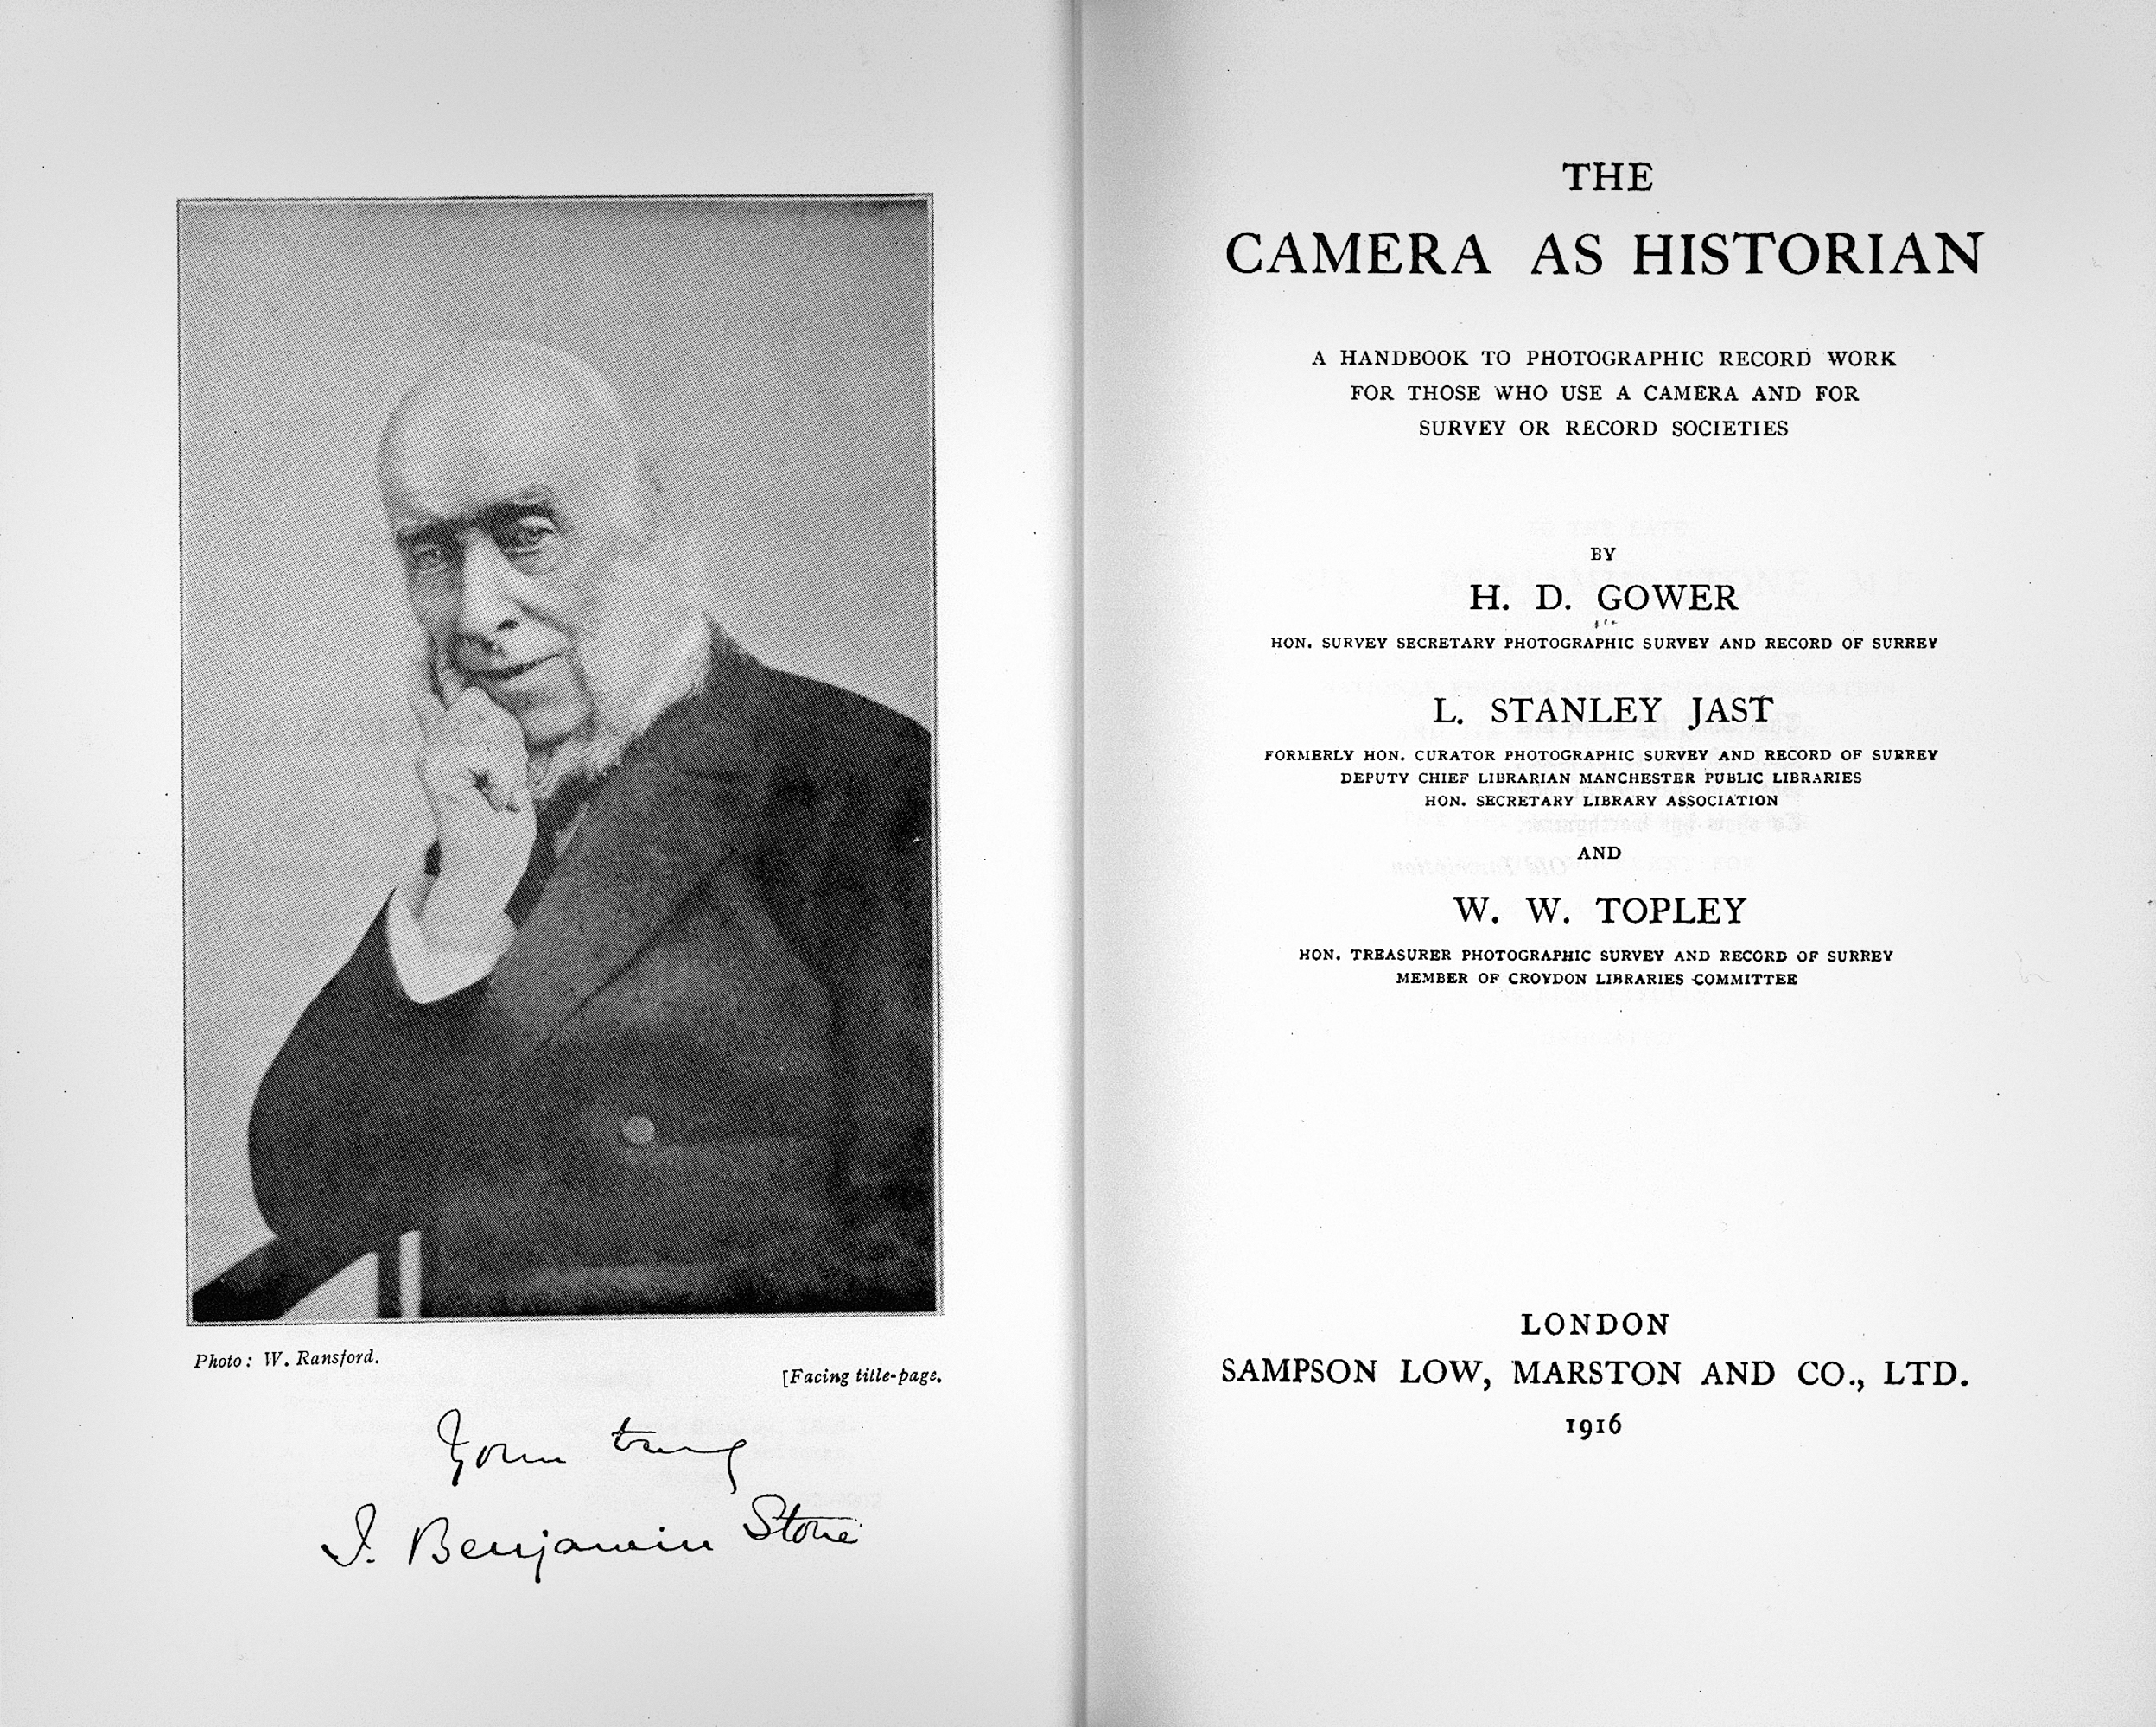 Photo: W. Ransford.
[Facing title-page.
Yours truly
J. Benjamin Stone
THE
CAMERA AS HISTORIAN
A HANDBOOK TO PHOTOGRAPHIC RECORD WORK
FOR THOSE WHO USE A CAMERA AND FOR
SURVEY OR RECORD SOCIETIES
BY
H. D. GOWER
HON. SURVEY SECRETARY PHOTOGRAPHIC SURVEY AND RECORD OF SURREY
L. STANLEY JAST
FORMERLY HON. CURATOR PHOTOGRAPHIC SURVEY AND RECORD OF SURREY
DEPUTY CHIEF LIBRARIAN MANCHESTER PUBLIC LIBRARIES
HON. SECRETARY LIBRARY ASSOCIATION
AND
W. W. TOPLEY
HON. TREASURER PHOTOGRAPHIC SURVEY AND RECORD OF SURREY
MEMBER OF CROYDON LIBRARIES COMMITTEE
LONDON
SAMPSON LOW, MARSTON AND CO., LTD.
1916